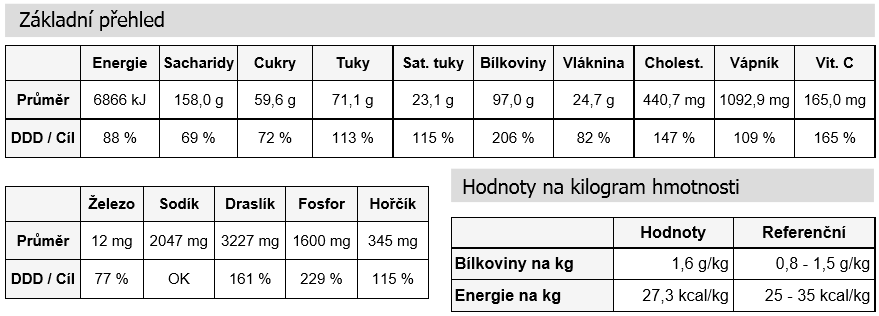 Základní přehled
Energie Sacharidy Cukry Tuky Sat. tuky Bílkoviny Vláknina Cholest. Vápník Vit. C
Průměr 6866 kJ 158,0 g 59,6 g 71,1 g 23,1 g 97,0 g 24,7 g 440,7 mg 1092,9 mg 165,0 mg
DDD / Cíl 88 % 69 % 72 % 113 % 115 % 206 % 82 % 147 % 109 % 165 %
Železo Sodík Draslík Fosfor Hořčík
Průměr 12 mg 2047 mg 3227 mg 1600 mg 345 mg
DDD / Cíl 77 % OK 161 % 229 % 115 %
Hodnoty na kilogram hmotnosti
Hodnoty Referenční
Bílkoviny na kg 1,6 g/kg 0,8 - 1,5 g/kg
Energie na kg 27,3 kcal/kg 25 - 35 kcal/kg